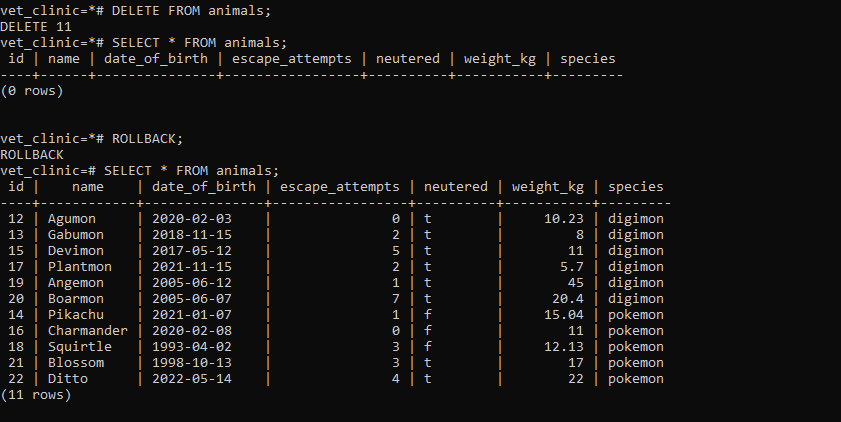 vet_clinic=*# DELETE FROM animals;
DELETE 11
vet_clinic=*# SELECT * FROM animals;
 id | name | date_of_birth | escape_attempts | neutered | weight_kg | species
----+------+---------------+-----------------+----------+-----------+---------
(0 rows)


vet_clinic=*# ROLLBACK;
ROLLBACK
vet_clinic=# SELECT * FROM animals;
 id |    name    | date_of_birth | escape_attempts | neutered | weight_kg | species
----+------------+---------------+-----------------+----------+-----------+---------
 12 | Agumon     | 2020-02-03    |               0 | t        |     10.23 | digimon
 13 | Gabumon    | 2018-11-15    |               2 | t        |         8 | digimon
 15 | Devimon    | 2017-05-12    |               5 | t        |        11 | digimon
 17 | Plantmon   | 2021-11-15    |               2 | t        |       5.7 | digimon
 19 | Angemon    | 2005-06-12    |               1 | t        |        45 | digimon
 20 | Boarmon    | 2005-06-07    |               7 | t        |      20.4 | digimon
 14 | Pikachu    | 2021-01-07    |               1 | f        |     15.04 | pokemon
 16 | Charmander | 2020-02-08    |               0 | f        |        11 | pokemon
 18 | Squirtle   | 1993-04-02    |               3 | f        |     12.13 | pokemon
 21 | Blossom    | 1998-10-13    |               3 | t        |        17 | pokemon
 22 | Ditto      | 2022-05-14    |               4 | t        |        22 | pokemon
(11 rows)